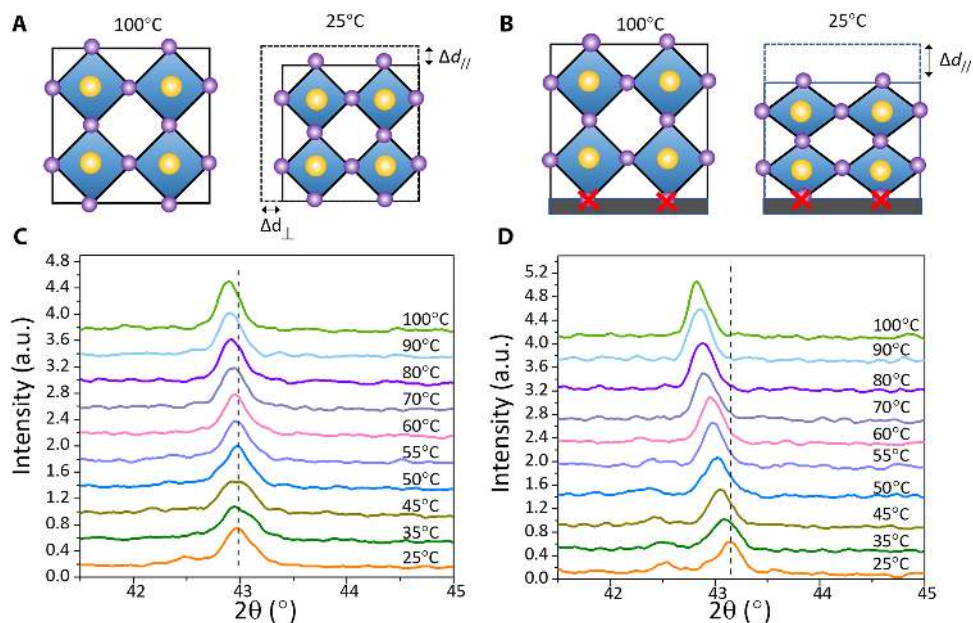 A
100°C
25°C
Δd//
Δd⊥
B
100°C
25°C
Δd//
C
Intensity (a.u.)
4.8
4.4
4.0
3.6
3.2
2.8
2.4
2.0
1.6
1.2
0.8
0.4
0.0
100°C
90°C
80°C
70°C
60°C
55°C
50°C
45°C
35°C
25°C
42
43
44
45
2θ (°)
D
Intensity (a.u.)
5.2
4.8
4.4
4.0
3.6
3.2
2.8
2.4
2.0
1.6
1.2
0.8
0.4
0.0
100°C
90°C
80°C
70°C
60°C
55°C
50°C
45°C
35°C
25°C
42
43
44
45
2θ (°)